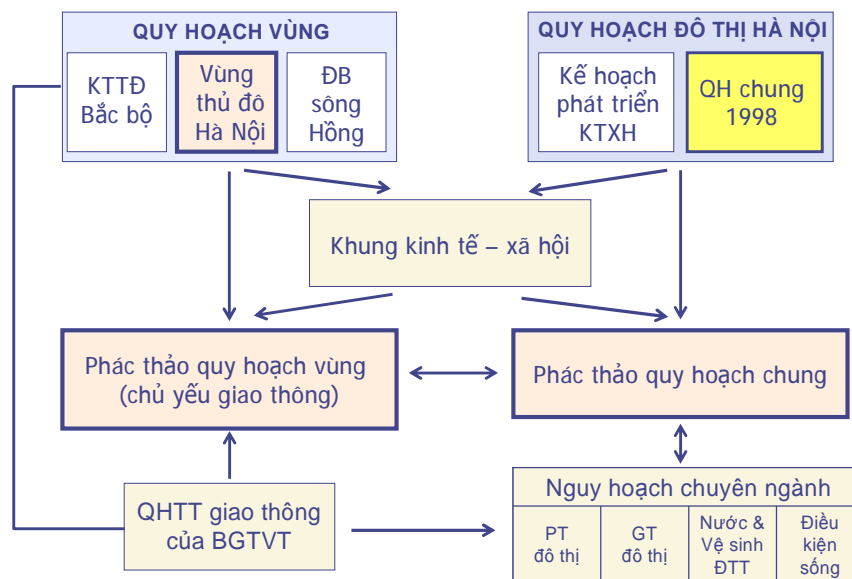 QUY HOẠCH VÙNG
KTTĐ
Bắc bộ
Vùng
thủ đô
Hà Nội
ĐB
sông
Hồng
QUY HOẠCH ĐÔ THỊ HÀ NỘI
Kế hoạch
phát triển
KTXH
QH chung
1998
Khung kinh tế – xã hội
Phác thảo quy hoạch vùng
(chủ yếu giao thông)
Phác thảo quy hoạch chung
QHTT giao thông
của BGTVT
Nguy hoạch chuyên ngành
PT
đô thị
GT
đô thị
Nước &
Vệ sinh
ĐTT
Điều
kiện
sống